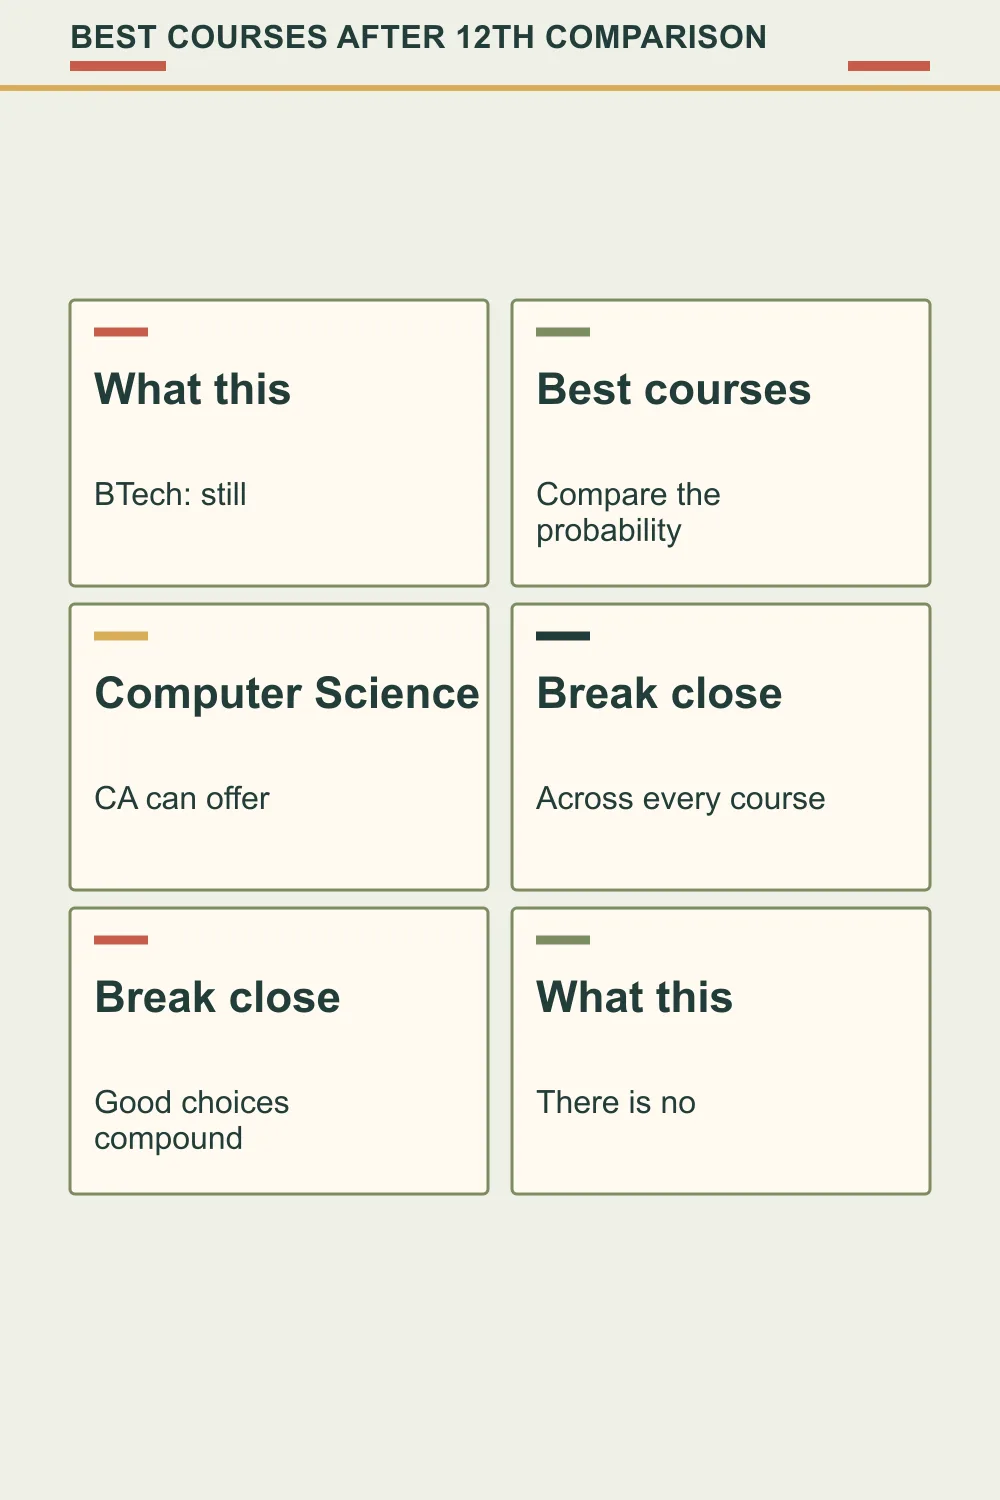 BEST COURSES AFTER 12TH COMPARISON
What this
BTech: still
Best courses
Compare the
probability
Computer Science
CA can offer
Break close
Across every course
Break close
Good choices
compound
What this
There is no